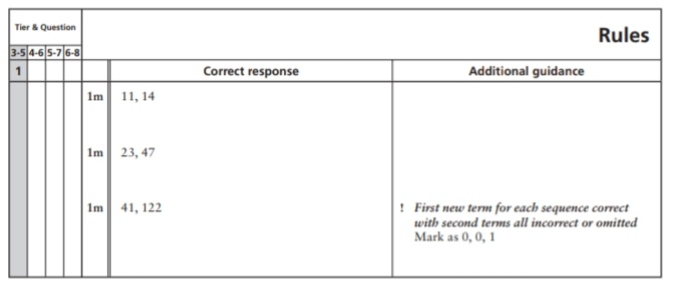 Tier & Question
Rules
3-5 4-6 5-7 6-8
1 Correct response Additional guidance
1m 11, 14
1m 23, 47
1m 41, 122 ! First new term for each sequence correct
with second terms all incorrect or omitted
Mark as 0, 0, 1